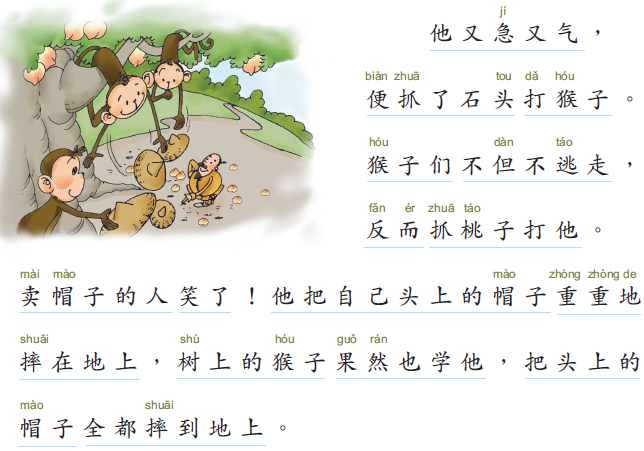 jí
他又急又气，
biàn zhuā tou dǎ hóu
便抓了石头打猴子。
hóu dàn táo
猴子们不但不逃走，
fǎn ér zhuā táo
反而抓桃子打他。
mài mào mào zhòng zhòng de
卖帽子的人笑了！他把自己头上的帽子重重地
shuāi shù hóu guǒ rán
摔在地上，树上的猴子果然也学他，把头上的
mào shuāi
帽子全都摔到地上。